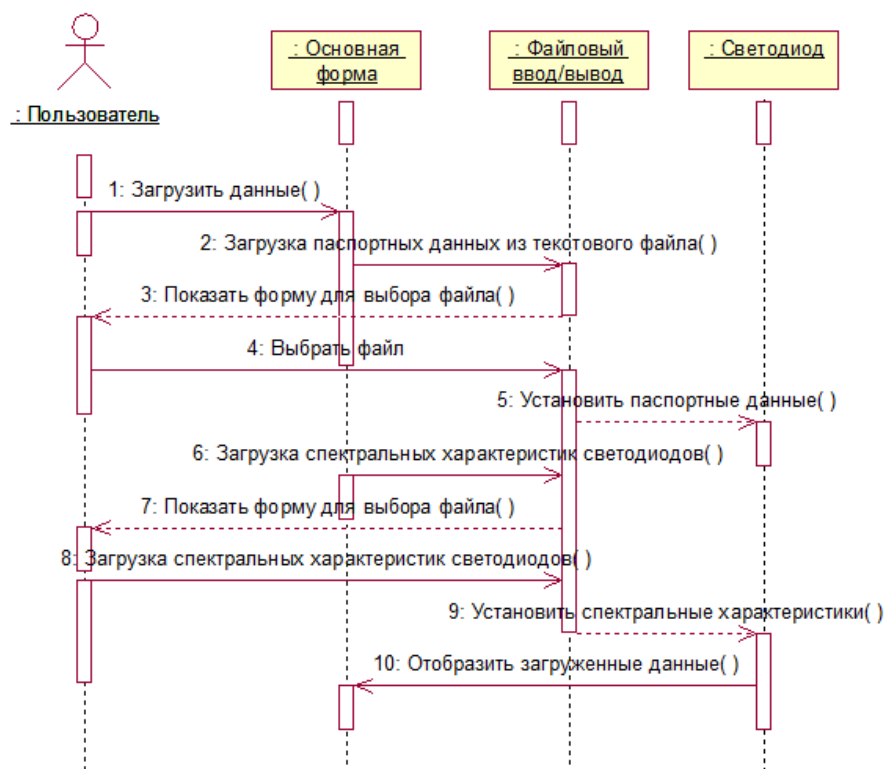 : Основная
форма
: Файловый
ввод/вывод
: Светодиод
: Пользователь
1: Загрузить данные( )
2: Загрузка паспортных данных из текстового файла( )
3: Показать форму для выбора файла( )
4: Выбрать файл
5: Установить паспортные данные( )
6: Загрузка спектральных характеристик светодиодов( )
7: Показать форму для выбора файла( )
8: Загрузка спектральных характеристик светодиодов( )
9: Установить спектральные характеристики( )
10: Отобразить загруженные данные( )